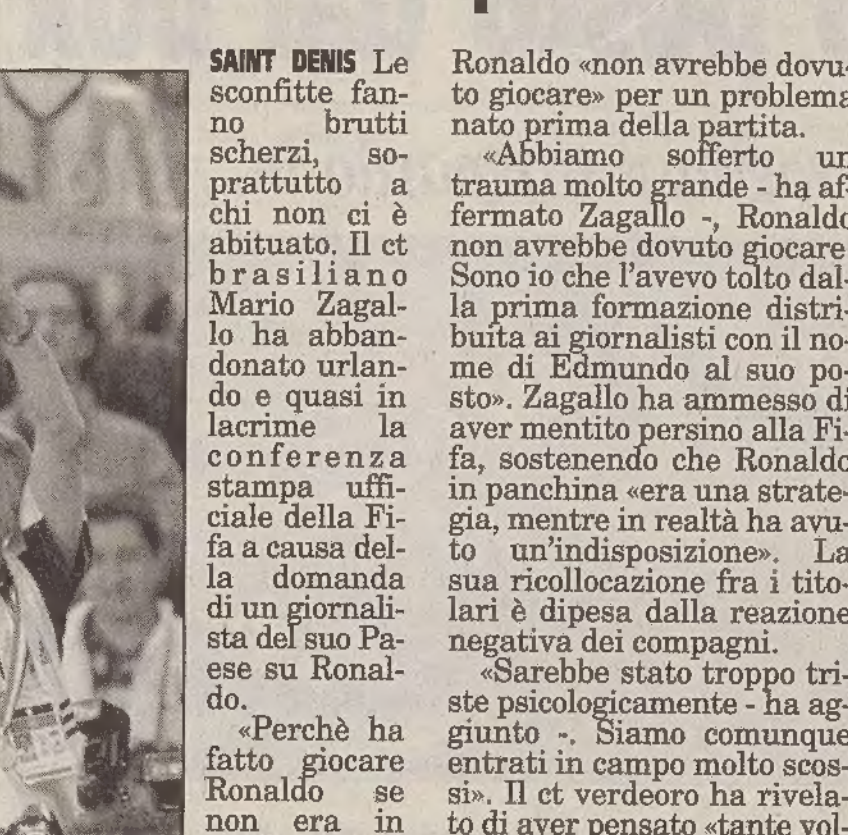 SAINT DENIS Le
sconfitte fan-
no brutti
scherzi, so-
prattutto a
chi non ci è
abituato. Il ct
brasiliano
Mario Zagal-
lo ha abban-
donato urlan-
do e quasi in
lacrime la
conferenza
stampa uffi-
ciale della Fi-
fa a causa del-
la domanda
di un giornali-
sta del suo Pa-
ese su Ronal-
do.
«Perchè ha
fatto giocare
Ronaldo se
non era in
Ronaldo «non avrebbe dovu-
to giocare» per un problema
nato prima della partita.
«Abbiamo sofferto un
trauma molto grande - ha af-
fermato Zagallo -, Ronaldo
non avrebbe dovuto giocare
Sono io che l'avevo tolto dal-
la prima formazione distri-
buita ai giornalisti con il no-
me di Edmundo al suo po-
sto». Zagallo ha ammesso di
aver mentito persino alla Fi-
fa, sostenendo che Ronaldo
in panchina «era una strate-
gia, mentre in realtà ha avu-
to un'indisposizione». La
sua ricollocazione fra i tito-
lari è dipesa dalla reazione
negativa dei compagni.
«Sarebbe stato troppo tri-
ste psicologicamente - ha ag-
giunto -. Siamo comunque
entrati in campo molto scos-
si». Il ct verdeoro ha rivela-
to di aver pensato «tante vol-